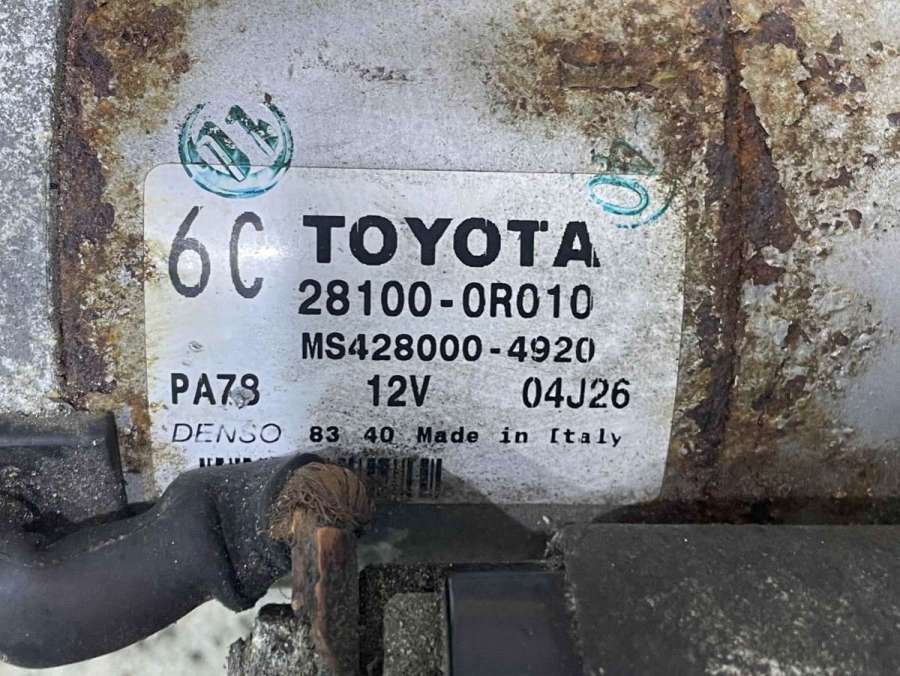 6C TOYOTA
28100-0R010
MS428000-4920
PA78 12V 04J26
DENSO 83 40 Made in Italy